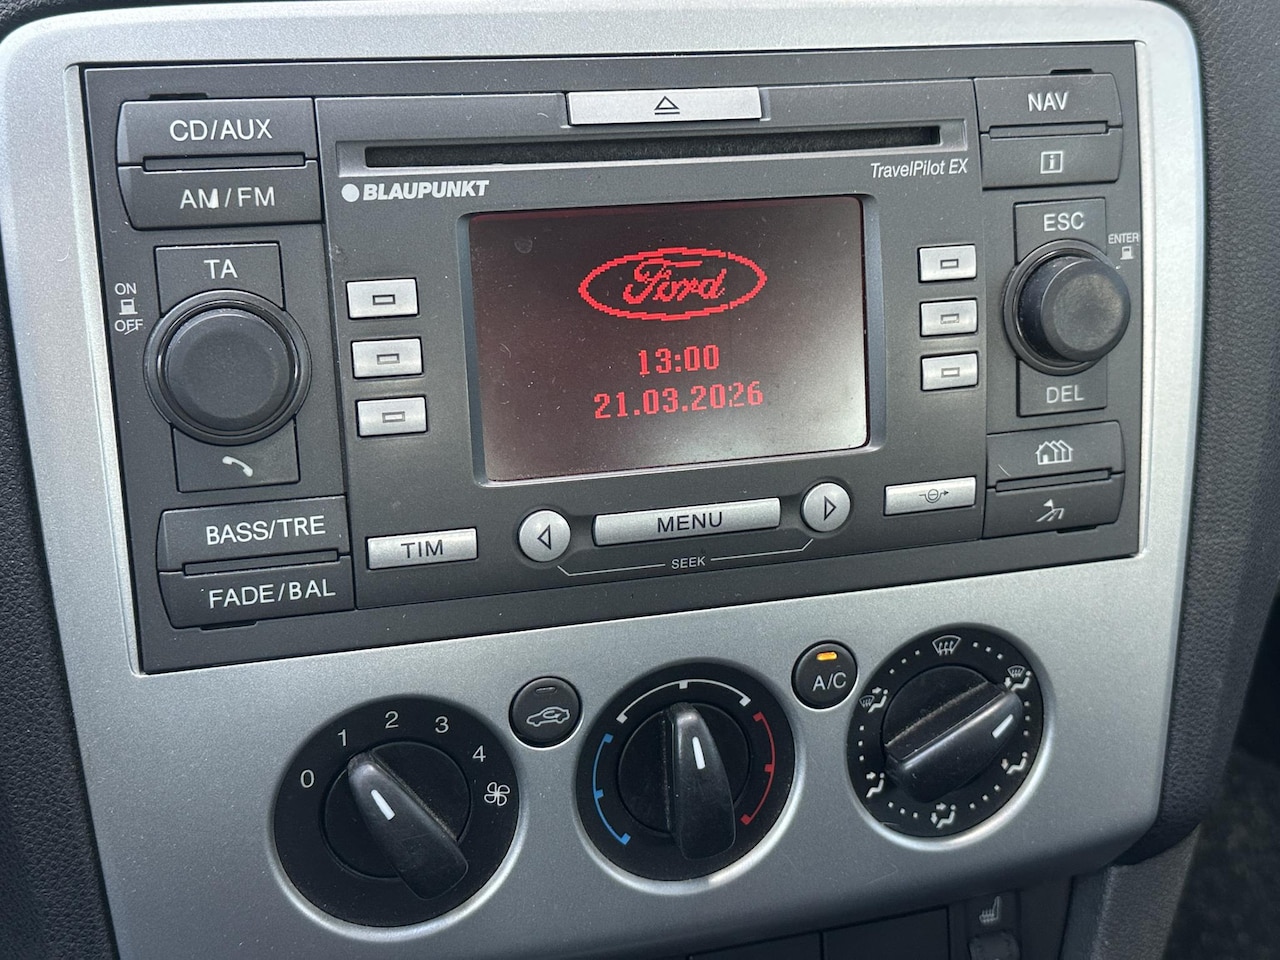 CD/AUX
AM/FM
BLAUPUNKT
TravelPilot EX
NAV
i
TA
ON
OFF
ESC
ENTER
DEL
Ford
13:00
21.03.2026
BASS/TRE
FADE/BAL
TIM
MENU
SEEK
0
1
2
3
4
A/C